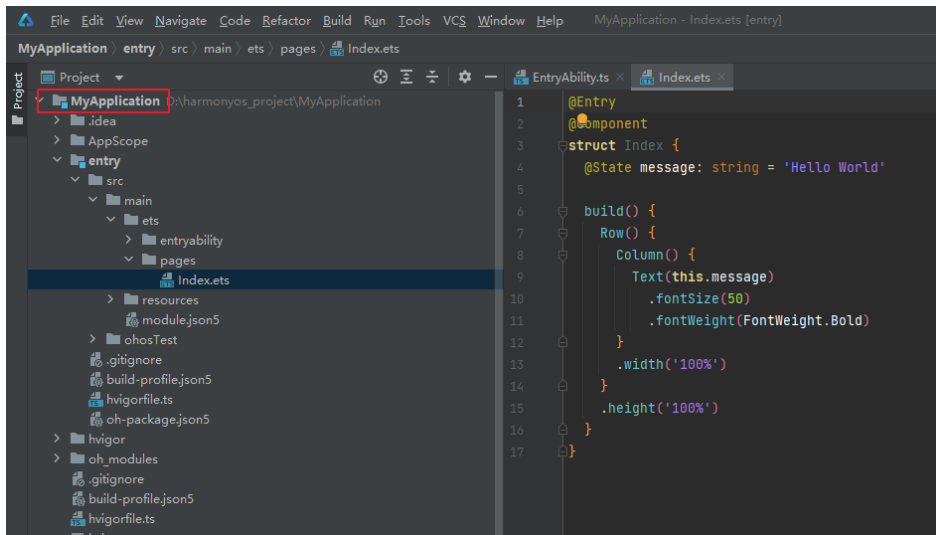 File Edit View Navigate Code Refactor Build Run Tools VCS Window Help MyApplication - Index.ets [entry]
MyApplication 〉 entry 〉 src 〉 main 〉 ets 〉 pages 〉 Index.ets
Project
Project
EntryAbility.ts × Index.ets ×
MyApplication D:\harmonyos_project\MyApplication
.idea
AppScope
entry
src
main
ets
entryability
pages
Index.ets
resources
module.json5
ohosTest
.gitignore
build-profile.json5
hvigorfile.ts
oh-package.json5
hvigor
oh_modules
.gitignore
build-profile.json5
hvigorfile.ts
1 @Entry
2 @Component
3 struct Index {
4 @State message: string = 'Hello World'
5
6 build() {
7 Row() {
8 Column() {
9 Text(this.message)
10 .fontSize(50)
11 .fontWeight(FontWeight.Bold)
12 }
13 .width('100%')
14 }
15 .height('100%')
16 }
17 }